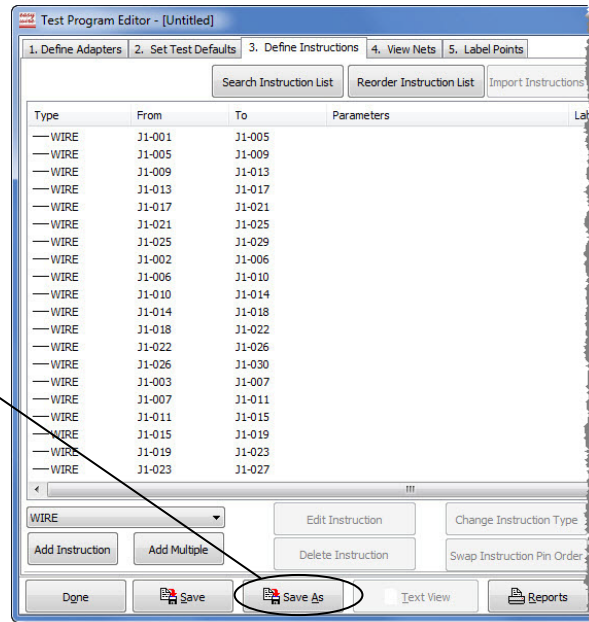 Test Program Editor - [Untitled]
1. Define Adapters 2. Set Test Defaults 3. Define Instructions 4. View Nets 5. Label Points
Search Instruction List Reorder Instruction List Import Instructions
Type From To Parameters
WIRE J1-001 J1-005
WIRE J1-005 J1-009
WIRE J1-009 J1-013
WIRE J1-013 J1-017
WIRE J1-017 J1-021
WIRE J1-021 J1-025
WIRE J1-025 J1-029
WIRE J1-002 J1-006
WIRE J1-006 J1-010
WIRE J1-010 J1-014
WIRE J1-014 J1-018
WIRE J1-018 J1-022
WIRE J1-022 J1-026
WIRE J1-026 J1-030
WIRE J1-003 J1-007
WIRE J1-007 J1-011
WIRE J1-011 J1-015
WIRE J1-015 J1-019
WIRE J1-019 J1-023
WIRE J1-023 J1-027
WIRE Edit Instruction Change Instruction Type
Add Instruction Add Multiple Delete Instruction Swap Instruction Pin Order
Done Save Save As Text View Reports